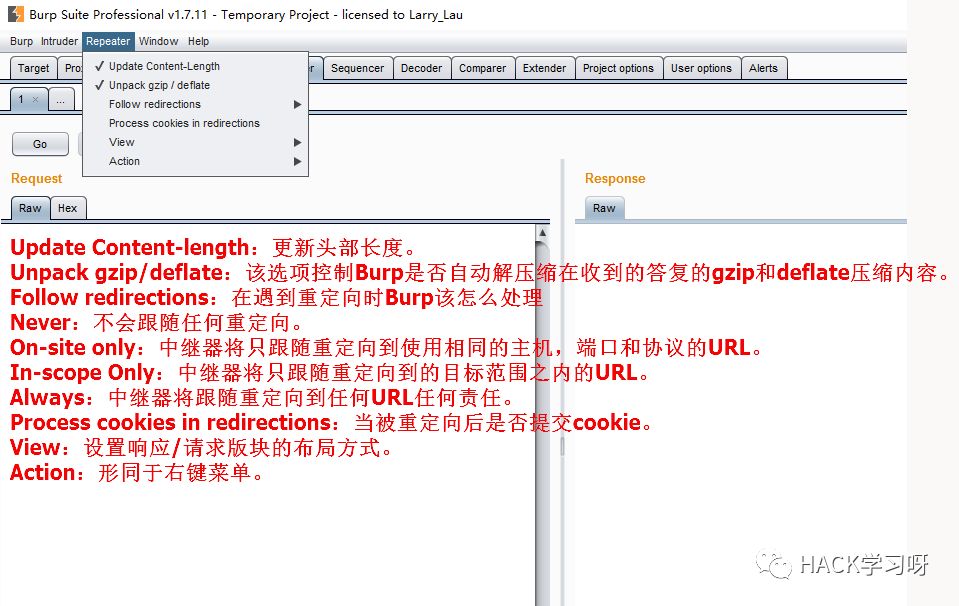 Burp Suite Professional v1.7.11 - Temporary Project - licensed to Larry_Lau
Burp Intruder Repeater Window Help
Target Pro r Sequencer Decoder Comparer Extender Project options User options Alerts
✓ Update Content-Length
✓ Unpack gzip / deflate
Follow redirections
Process cookies in redirections
View
Action
1 × ...
Go
Request
Response
Raw Hex
Raw
Update Content-length：更新头部长度。
Unpack gzip/deflate：该选项控制Burp是否自动解压缩在收到的答复的gzip和deflate压缩内容。
Follow redirections：在遇到重定向时Burp该怎么处理
Never：不会跟随任何重定向。
On-site only：中继器将只跟随重定向到使用相同的主机，端口和协议的URL。
In-scope Only：中继器将只跟随重定向到的目标范围之内的URL。
Always：中继器将跟随重定向到任何URL任何责任。
Process cookies in redirections：当被重定向后是否提交cookie。
View：设置响应/请求版块的布局方式。
Action：形同于右键菜单。
HACK学习呀